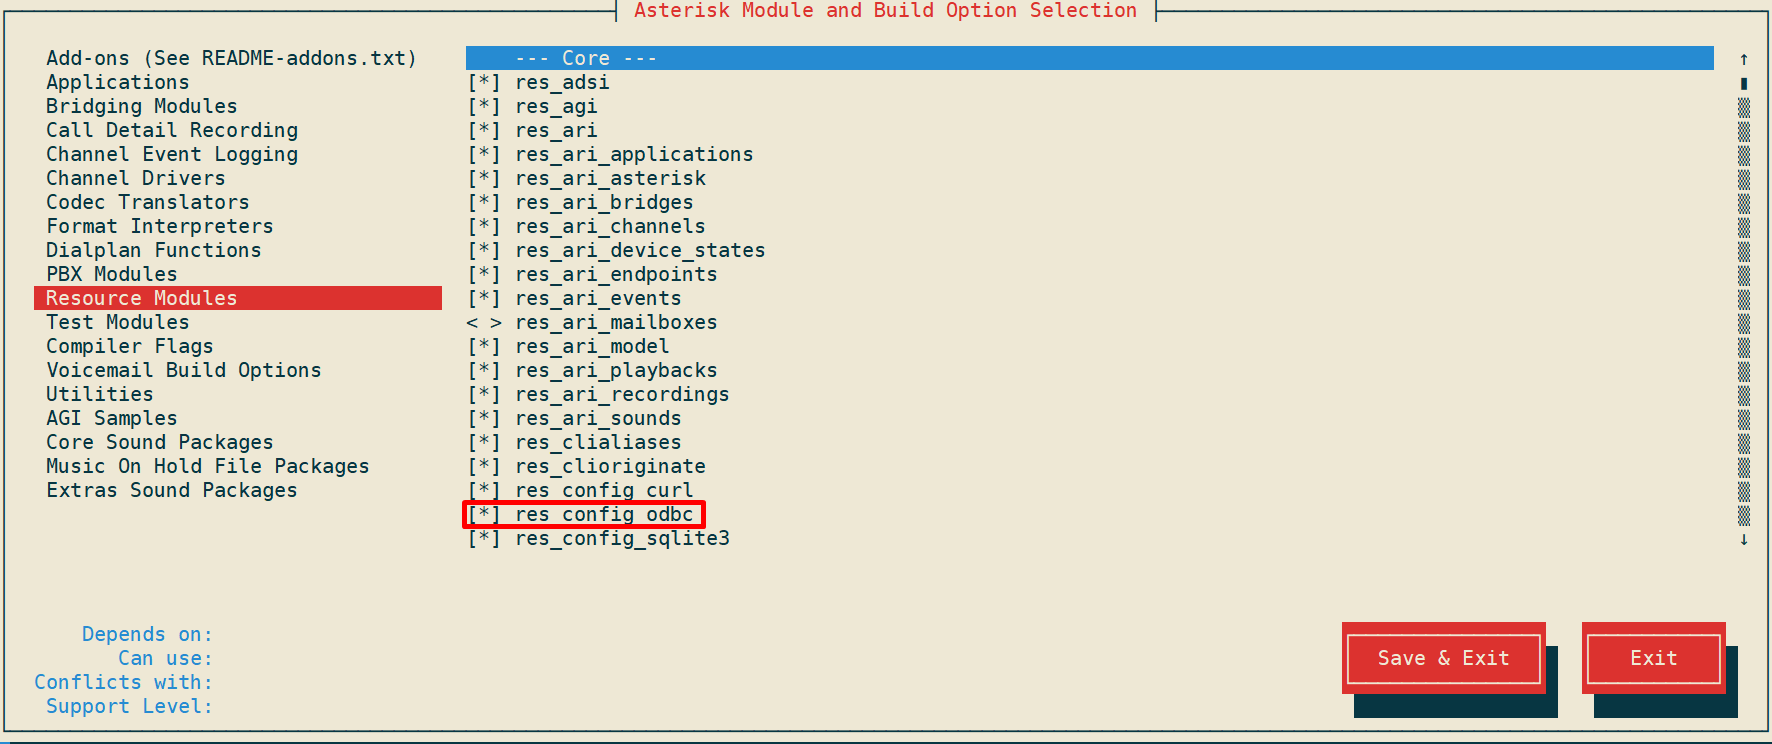 Asterisk Module and Build Option Selection
Add-ons (See README-addons.txt)
Applications
Bridging Modules
Call Detail Recording
Channel Event Logging
Channel Drivers
Codec Translators
Format Interpreters
Dialplan Functions
PBX Modules
Resource Modules
Test Modules
Compiler Flags
Voicemail Build Options
Utilities
AGI Samples
Core Sound Packages
Music On Hold File Packages
Extras Sound Packages
--- Core ---
[*] res_adsi
[*] res_agi
[*] res_ari
[*] res_ari_applications
[*] res_ari_asterisk
[*] res_ari_bridges
[*] res_ari_channels
[*] res_ari_device_states
[*] res_ari_endpoints
[*] res_ari_events
< > res_ari_mailboxes
[*] res_ari_model
[*] res_ari_playbacks
[*] res_ari_recordings
[*] res_ari_sounds
[*] res_clialiases
[*] res_clioriginate
[*] res_config_curl
[*] res_config_odbc
[*] res_config_sqlite3
Depends on:
Can use:
Conflicts with:
Support Level:
Save & Exit
Exit